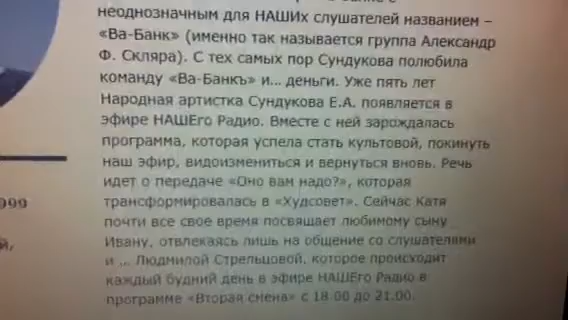 неоднозначным для НАШИх слушателей названием –
«Ва-Банк» (именно так называется группа Александр
Ф. Скляра). С тех самых пор Сундукова полюбила
команду «Ва-Банкъ» и... деньги. Уже пять лет
Народная артистка Сундукова Е.А. появляется в
эфире НАШЕго Радио. Вместе с ней зарождалась
программа, которая успела стать культовой, покинуть
наш эфир, видоизмениться и вернуться вновь. Речь
идет о передаче «Оно вам надо?», которая
трансформировалась в «Худсовет». Сейчас Катя
999
почти все свое время посвящает любимому сыну
Ивану, отвлекаясь лишь на общение со слушателями
й,
и ... Людмилой Стрельцовой, которое происходит
каждый будний день в эфире НАШЕго Радио в
программе «Вторая смена» с 18.00 до 21.00.